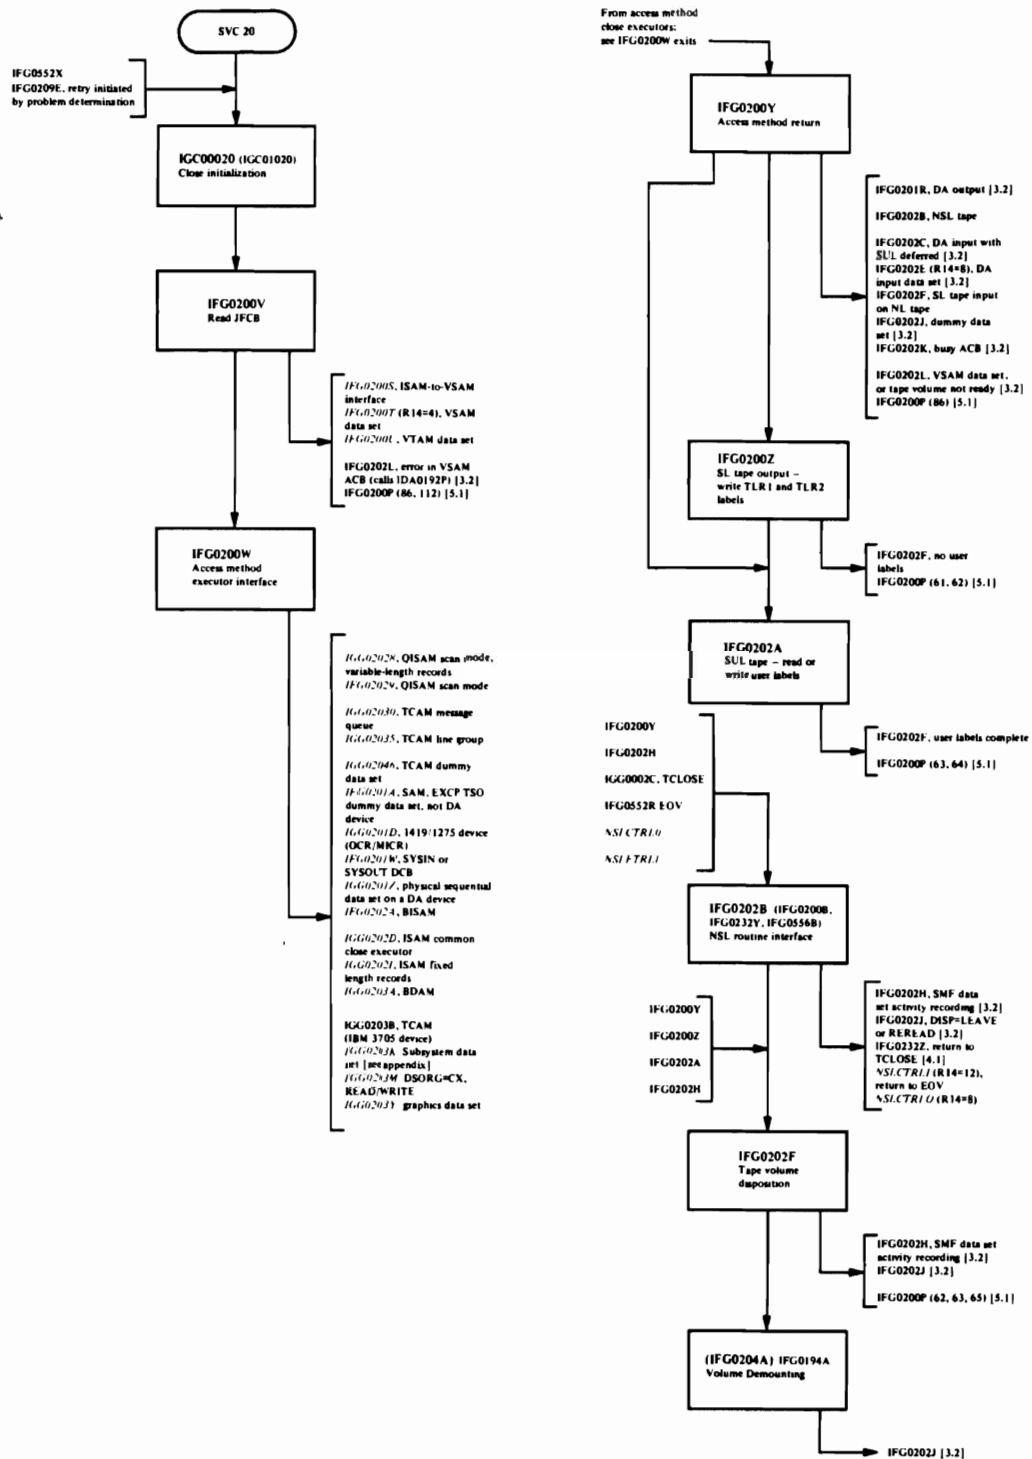 SVC 20
IFG0552X
IFG0209E, retry initiated
by problem determination
IGC00020 (IGC01020)
Close initialization
IFG0200V
Read JFCB
IFG0200S, ISAM-to-VSAM
interface
IFG0200T (R14=4), VSAM
data set
VTAM data set
IFG0202L, error in VSAM
ACB (calls IDA0192P) [3.2]
IFG0200P (86, 112) [5.1]
IFG0200W
Access method
executor interface
IGG02028, QISAM scan mode,
variable-length records
IGG02029, QISAM scan mode
IGG02030, TCAM message
queue
IGG02035, TCAM line group
IGG02046, TCAM dummy
data set
IFG0201A, SAM, EXCP TSO
dummy data set, not DA
device
IGG0201D, 1419/1275 device
(OCR/MICR)
IFG0201W, SYSIN or
SYSOUT DCB
IGG0201Z, physical sequential
data set on a DA device
BISAM
IGG0202D, ISAM common
close executor
IGG0202I, ISAM fixed
length records
BDAM
IGG0203B, TCAM
(IBM 3705 device)
IGG0203A Subsystem data
set [see appendix]
IGG0203M DSORG=CX,
READ/WRITE
IGG0203Y graphics data set
From access method
close executors:
see IFG0200W exits
IFG0200Y
Access method return
IFG0201R, DA output [3.2]
IFG0202B, NSL tape
IFG0202C, DA input with
SUL deferred [3.2]
IFG0202E (R14=8), DA
input data set [3.2]
IFG0202F, SL tape input
on NL tape
IFG0202J, dummy data
set [3.2]
IFG0202K, busy ACB [3.2]
IFG0202L, VSAM data set,
or tape volume not ready [3.2]
IFG0200P (86) [5.1]
IFG0200Z
SL tape output –
write TLR1 and TLR2
labels
IFG0202F, no user
labels
IFG0200P (61, 62) [5.1]
IFG0202A
SUL tape – read or
write user labels
IFG0202F, user labels complete
IFG0200P (63, 64) [5.1]
IFG0200Y
IFG0202H
IGG0002C, TCLOSE
IFG0552R EOV
NSLCTRLO
IFG0202B (IFG0200B,
IFG0232Y, IFG0556B)
NSL routine interface
IFG0202H, SMF data
set activity recording [3.2]
IFG0202J, DISP=LEAVE
or REREAD [3.2]
IFG0232Z, return to
TCLOSE [4.1]
NSLCTRLI (R14=12),
return to EOV
NSLCTRLO (R14=8)
IFG0200Y
IFG0200Z
IFG0202A
IFG0202H
IFG0202F
Tape volume
disposition
IFG0202H, SMF data set
activity recording [3.2]
IFG0202J [3.2]
IFG0200P (62, 63, 65) [5.1]
(IFG0204A) IFG0194A
Volume Demounting
IFG0202J [3.2]